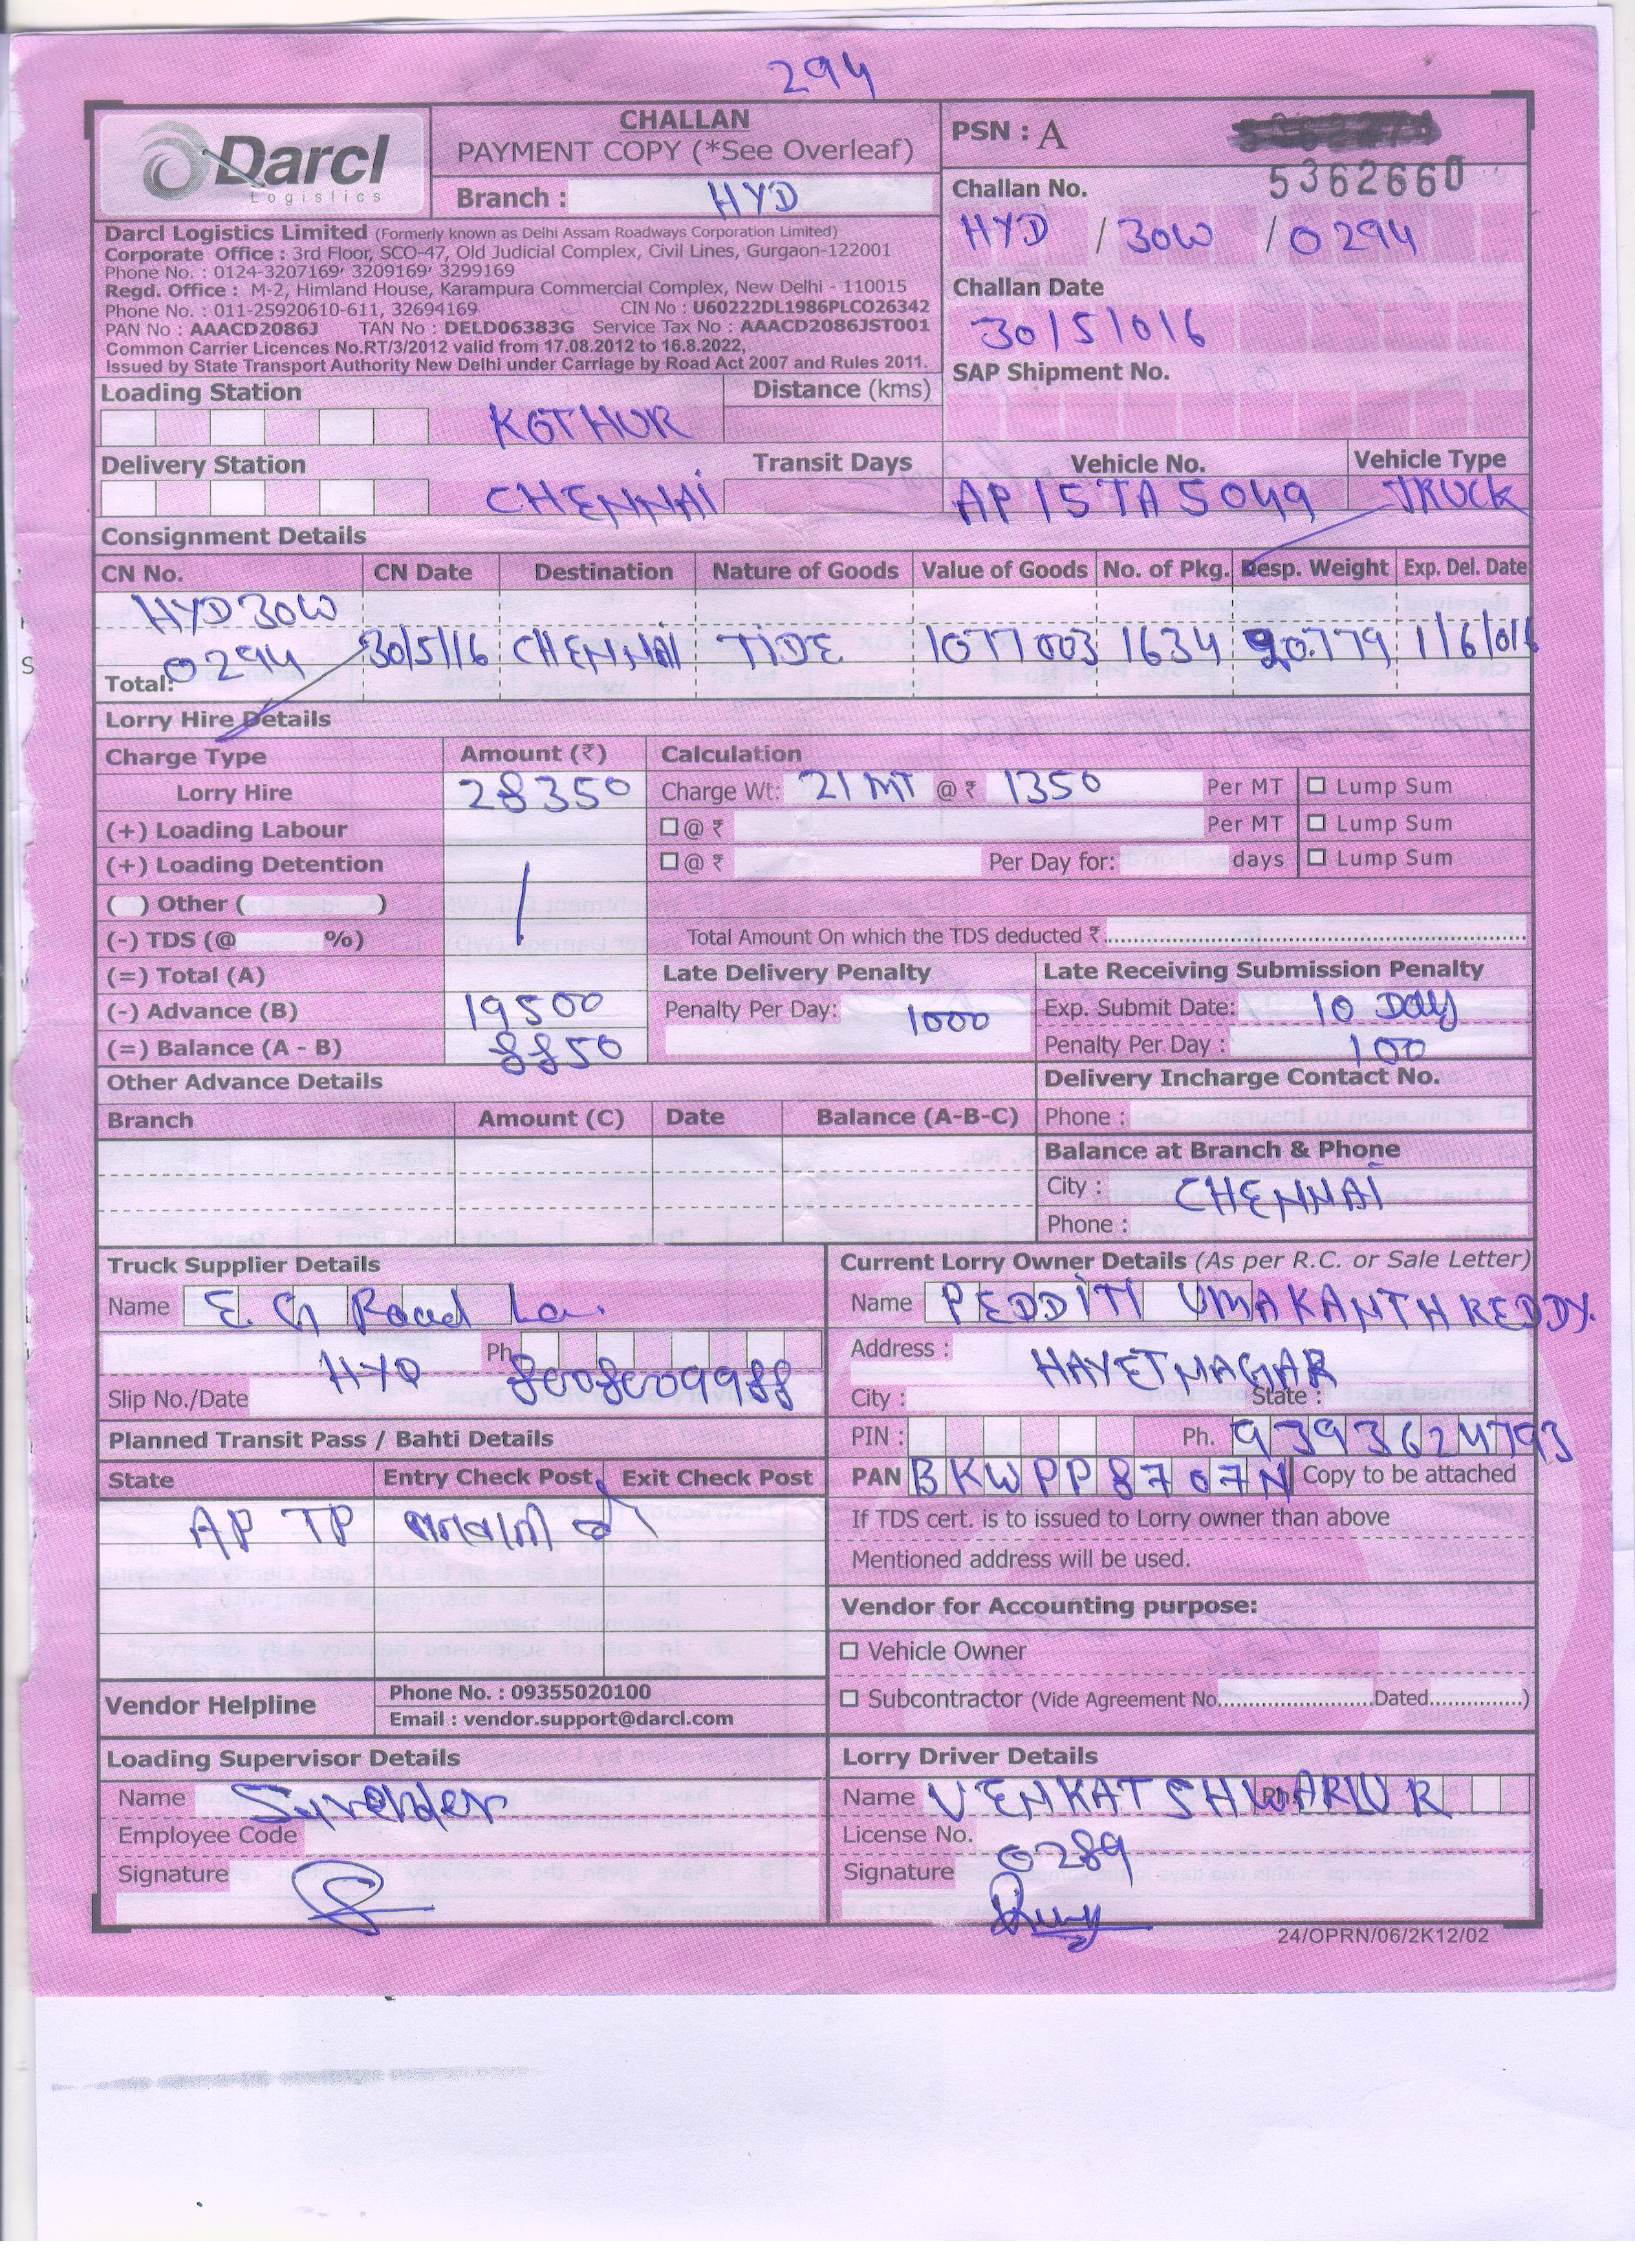 294
Darcl
Logistics
CHALLAN
PAYMENT COPY (*See Overleaf)
Branch : HYD
PSN : A
5362660
Challan No.
HYD / 30W / 0294
Challan Date
30/5/016
SAP Shipment No.
Darcl Logistics Limited (Formerly known as Delhi Assam Roadways Corporation Limited)
Corporate Office : 3rd Floor, SCO-47, Old Judicial Complex, Civil Lines, Gurgaon-122001
Phone No. : 0124-3207169, 3209169, 3299169
Regd. Office : M-2, Himland House, Karampura Commercial Complex, New Delhi - 110015
Phone No. : 011-25920610-611, 32694169 CIN No : U60222DL1986PLCO26342
PAN No : AAACD2086J TAN No : DELD06383G Service Tax No : AAACD2086JST001
Common Carrier Licences No.RT/3/2012 valid from 17.08.2012 to 16.8.2022,
Issued by State Transport Authority New Delhi under Carriage by Road Act 2007 and Rules 2011.
Loading Station KOTHUR Distance (kms)
Delivery Station CHENNAI Transit Days
Vehicle No. Vehicle Type
AP 15 TA 5049 TRUCK
Consignment Details
CN No. CN Date Destination Nature of Goods Value of Goods No. of Pkg. Desp. Weight Exp. Del. Date
HYD 30W
0294 30/5/16 CHENNAI TIDE 1077003 1634 20.779 1/6/016
Total:
Lorry Hire Details
Charge Type Amount (₹) Calculation
Lorry Hire 28350 Charge Wt: 21 MT @ ₹ 1350 Per MT Lump Sum
(+) Loading Labour @ ₹ Per MT Lump Sum
(+) Loading Detention @ ₹ Per Day for: days Lump Sum
( ) Other ( )
(-) TDS (@ %) Total Amount On which the TDS deducted ₹
(=) Total (A) Late Delivery Penalty Late Receiving Submission Penalty
(-) Advance (B) 19500 Penalty Per Day: 1000 Exp. Submit Date: 10 Day
(=) Balance (A - B) 8850 Penalty Per Day : 100
Other Advance Details Delivery Incharge Contact No.
Branch Amount (C) Date Balance (A-B-C) Phone :
Balance at Branch & Phone
City : CHENNAI
Phone :
Truck Supplier Details
Name E. G Road Lo.
HYD Ph 8008009988
Slip No./Date
Current Lorry Owner Details (As per R.C. or Sale Letter)
Name PEDDITI UMAKANTH REDDY.
Address : HAYETNAGAR
City : State :
PIN : Ph. 9393624793
PAN BKWPP8707N Copy to be attached
If TDS cert. is to issued to Lorry owner than above
Mentioned address will be used.
Planned Transit Pass / Bahti Details
State Entry Check Post Exit Check Post
AP TP
Vendor for Accounting purpose:
Vehicle Owner
Subcontractor (Vide Agreement No. Dated )
Vendor Helpline
Phone No. : 09355020100
Email : vendor.support@darcl.com
Loading Supervisor Details
Name Surender
Employee Code
Signature
Lorry Driver Details
Name VENKATSHWARLU R Ph.
License No. 0289
Signature
24/OPRN/06/2K12/02